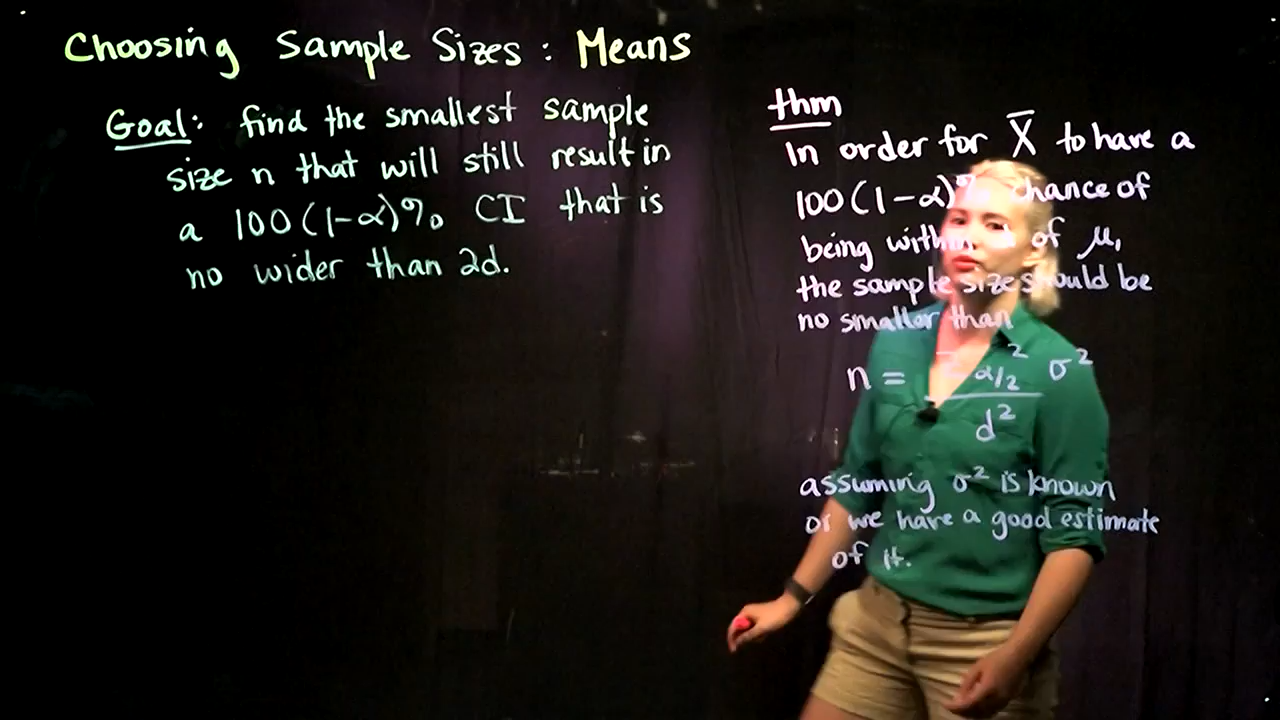 Choosing Sample Sizes: Means
Goal: find the smallest sample
size n that will still result in
a 100(1-α)% CI that is
no wider than 2d.
thm
In order for X̄ to have a
100(1-α)% chance of
being within d of μ,
the sample size should be
no smaller than
n = z²_{α/2} σ² / d²
assuming σ² is known
or we have a good estimate
of it.